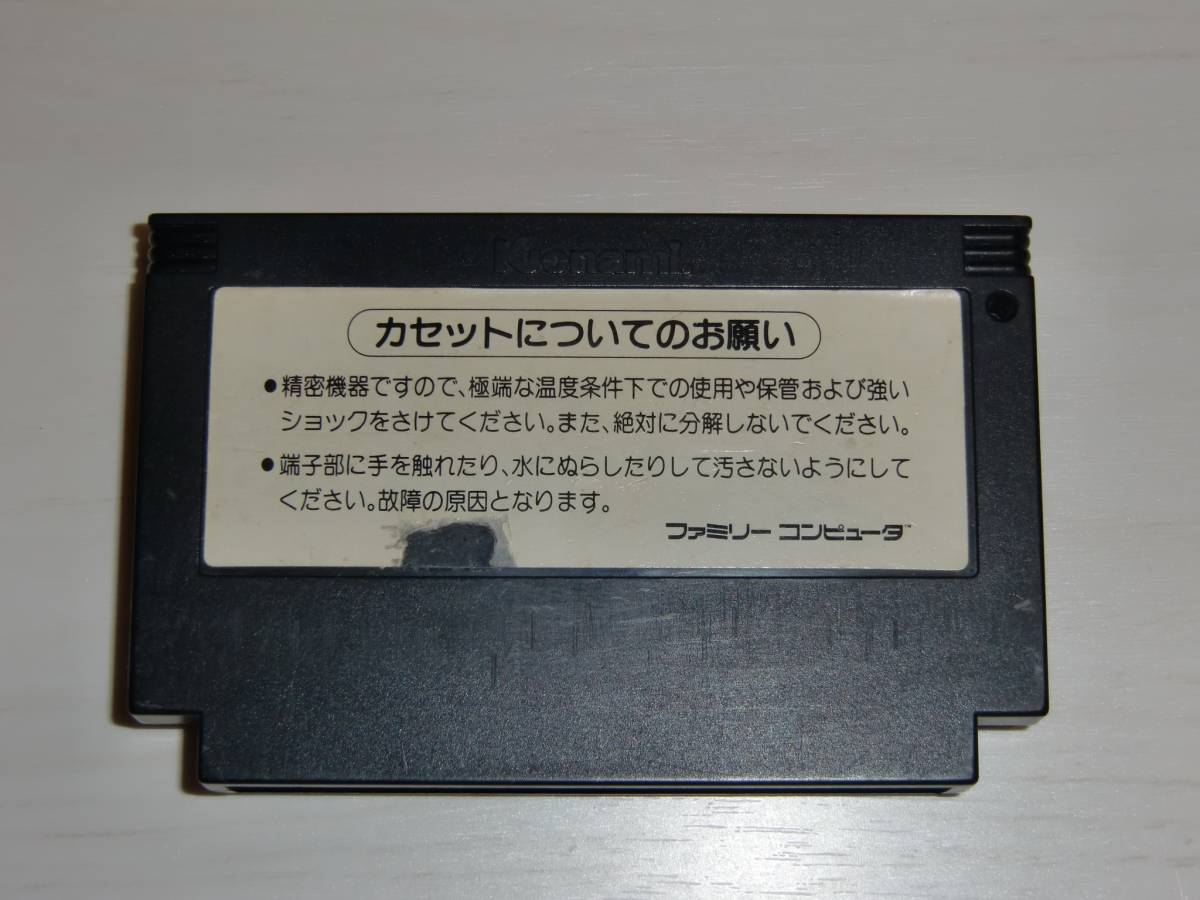 Konami
カセットについてのお願い
●精密機器ですので、極端な温度条件下での使用や保管および強い
ショックをさけてください。また、絶対に分解しないでください。
●端子部に手を触れたり、水にぬらしたりして汚さないようにして
ください。故障の原因となります。
ファミリー コンピュータ™